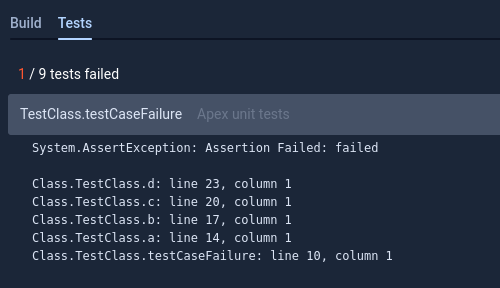 Build Tests
1 / 9 tests failed
TestClass.testCaseFailure Apex unit tests
System.AssertException: Assertion Failed: failed
Class.TestClass.d: line 23, column 1
Class.TestClass.c: line 20, column 1
Class.TestClass.b: line 17, column 1
Class.TestClass.a: line 14, column 1
Class.TestClass.testCaseFailure: line 10, column 1